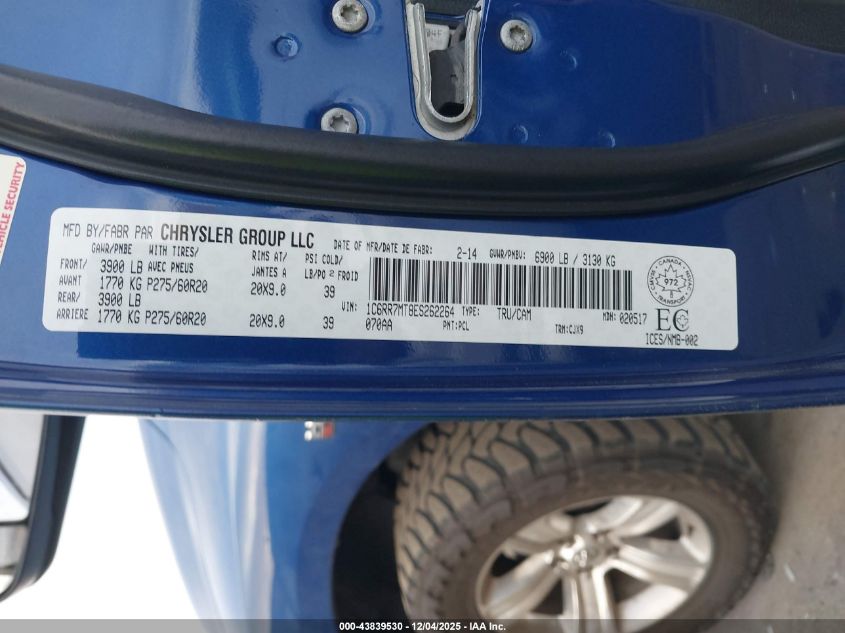 VEHICLE SECURITY
MFD BY/FABR PAR CHRYSLER GROUP LLC DATE OF MFR/DATE DE FABR: 2-14 GVWR/PNBV: 6900 LB / 3130 KG
GAWR/PNBE WITH TIRES/ RIMS AT/ PSI COLD/
FRONT/ 3900 LB AVEC PNEUS JANTES A LB/PO² FROID
AVANT 1770 KG P275/60R20 20X9.0 39
REAR/ 3900 LB
ARRIERE 1770 KG P275/60R20 20X9.0 39
VIN: 1C6RR7MT8ES262264 TYPE: TRU/CAM MDH: 020517
070AA PNT: PCL TRM: CJX9
CANADA
CMVSS 972 NSVAC
TRANSPORT
EC
ICES/NMB-002
000-43839530 - 12/04/2025 - IAA Inc.